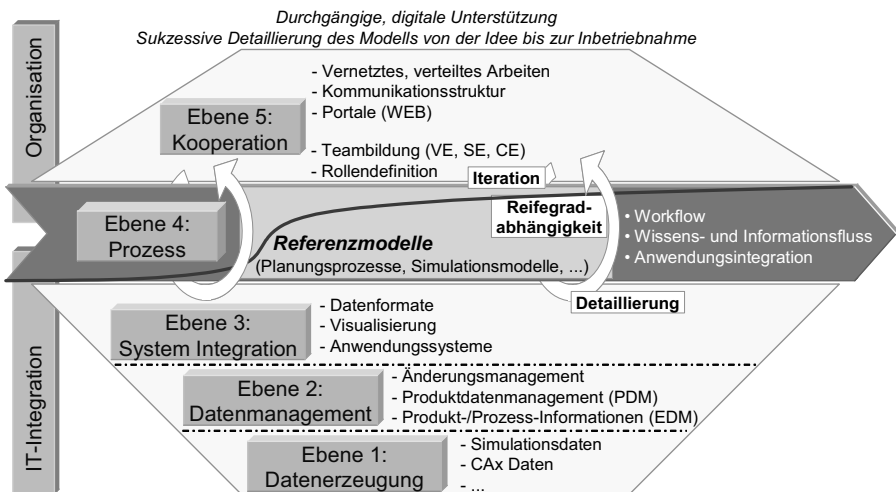 Durchgängige, digitale Unterstützung
Sukzessive Detaillierung des Modells von der Idee bis zur Inbetriebnahme
Organisation
Ebene 5:
Kooperation
- Vernetztes, verteiltes Arbeiten
- Kommunikationsstruktur
- Portale (WEB)
- Teambildung (VE, SE, CE)
- Rollendefinition
Iteration
Ebene 4:
Prozess
Reifegrad-
abhängigkeit
Referenzmodelle
(Planungsprozesse, Simulationsmodelle, ...)
• Workflow
• Wissens- und Informationsfluss
• Anwendungsintegration
Detaillierung
IT-Integration
Ebene 3:
System Integration
- Datenformate
- Visualisierung
- Anwendungssysteme
Ebene 2:
Datenmanagement
- Änderungsmanagement
- Produktdatenmanagement (PDM)
- Produkt-/Prozess-Informationen (EDM)
Ebene 1:
Datenerzeugung
- Simulationsdaten
- CAx Daten
- ...